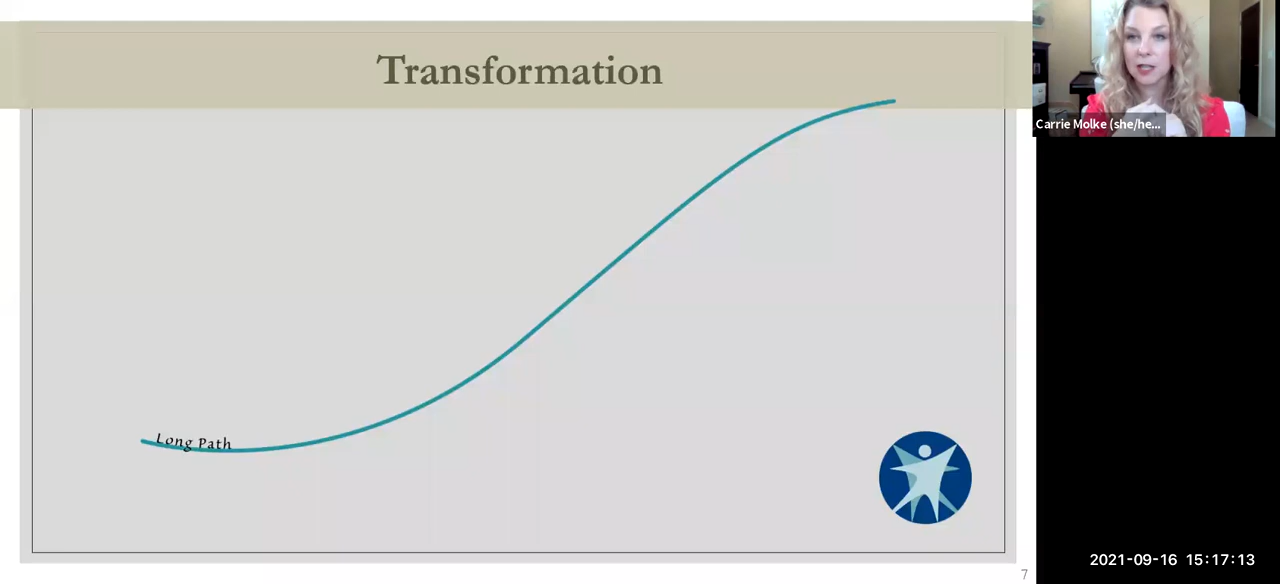 Transformation
Carrie Molke (she/he...
Long Path
2021-09-16 15:17:13
7